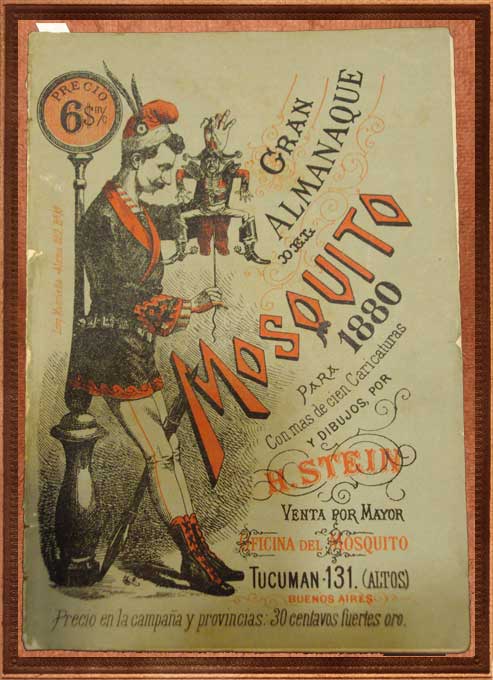 PRECIO
6$ m/c
GRAN
ALMANAQUE
DEL
MOSQUITO
PARA 1880
Con mas de cien Caricaturas
Y DIBUJOS, POR
H. STEIN
VENTA POR MAYOR
OFICINA DEL MOSQUITO
TUCUMAN-131. (ALTOS)
BUENOS AIRES
Precio en la campaña y provincias: 30 centavos fuertes oro.